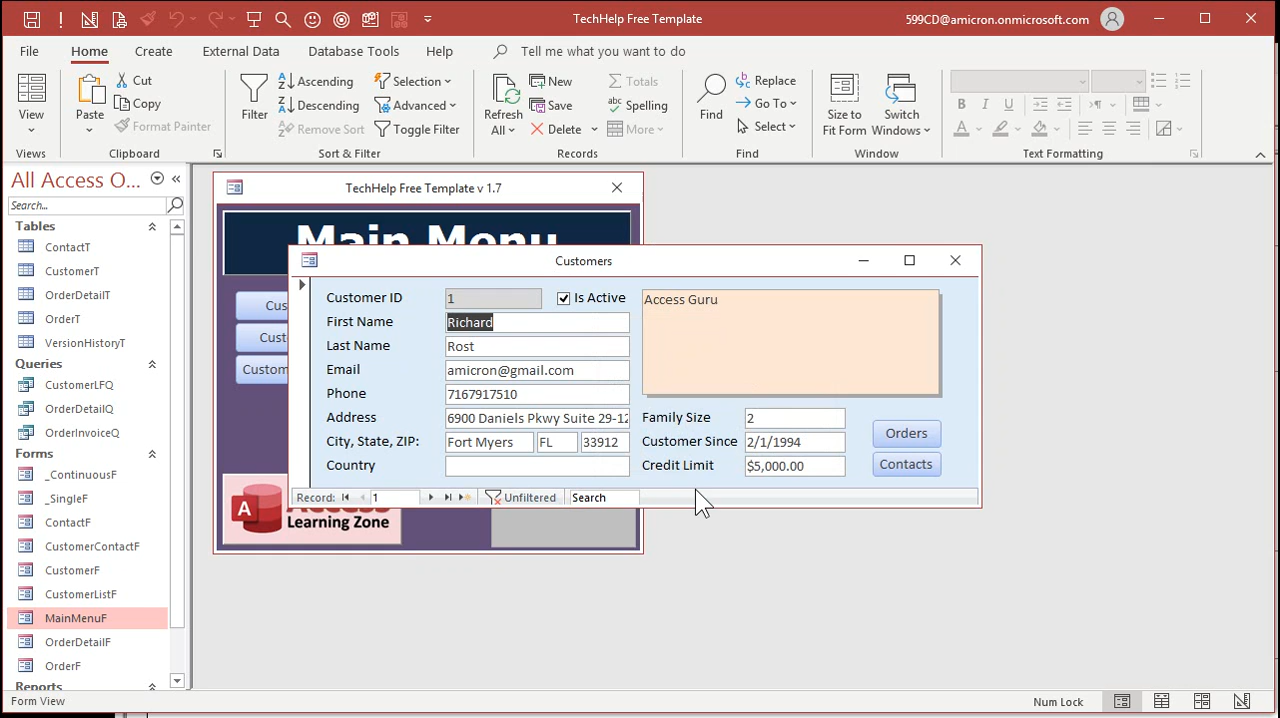 TechHelp Free Template
599CD@amicron.onmicrosoft.com
File Home Create External Data Database Tools Help Tell me what you want to do
View
Views
Paste
Cut
Copy
Format Painter
Clipboard
Filter
Ascending
Descending
Remove Sort
Selection
Advanced
Toggle Filter
Sort & Filter
Refresh All
New
Save
Delete
Totals
Spelling
More
Records
Find
Replace
Go To
Select
Find
Size to Fit Form
Switch Windows
Window
B I U
A
Text Formatting
All Access O...
Search...
Tables
ContactT
CustomerT
OrderDetailT
OrderT
VersionHistoryT
Queries
CustomerLFQ
OrderDetailQ
OrderInvoiceQ
Forms
_ContinuousF
_SingleF
ContactF
CustomerContactF
CustomerF
CustomerListF
MainMenuF
OrderDetailF
OrderF
Reports
TechHelp Free Template v 1.7
Main Menu
Cus
Cust
Custom
A
Learning Zone
Customers
Customer ID 1 Is Active
First Name Richard
Last Name Rost
Email amicron@gmail.com
Phone 7167917510
Address 6900 Daniels Pkwy Suite 29-12
City, State, ZIP: Fort Myers FL 33912
Country
Access Guru
Family Size 2
Customer Since 2/1/1994
Credit Limit $5,000.00
Orders
Contacts
Record: 1 Unfiltered Search
Form View
Num Lock